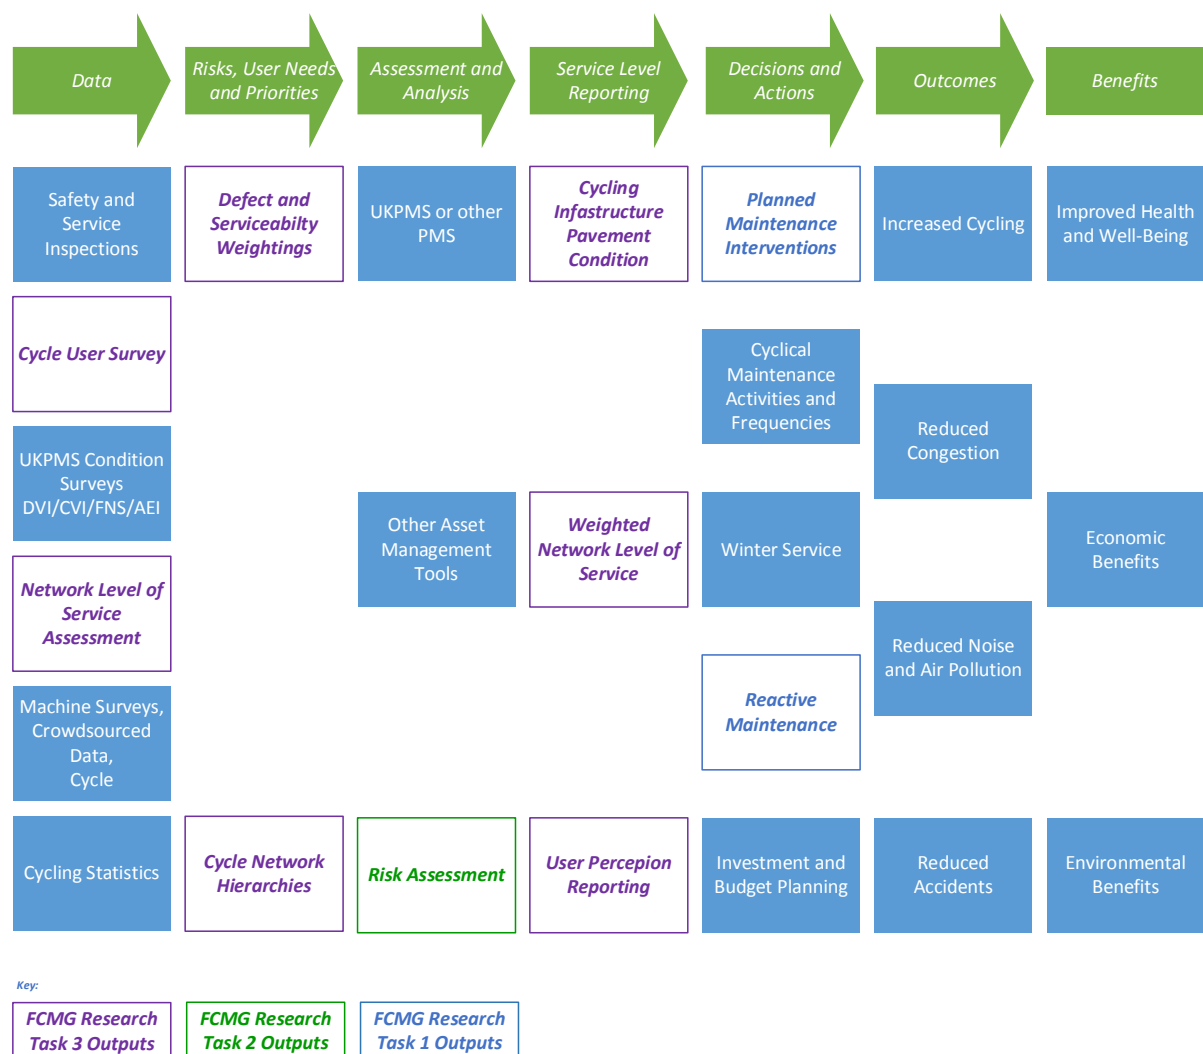 Data
Risks, User Needs
and Priorities
Assessment and
Analysis
Service Level
Reporting
Decisions and
Actions
Outcomes
Benefits
Safety and
Service
Inspections
Defect and
Serviceabilty
Weightings
UKPMS or other
PMS
Cycling
Infastructure
Pavement
Condition
Planned
Maintenance
Interventions
Increased Cycling
Improved Health
and Well-Being
Cycle User Survey
Cyclical
Maintenance
Activities and
Frequencies
Reduced
Congestion
UKPMS Condition
Surveys
DVI/CVI/FNS/AEI
Other Asset
Management
Tools
Weighted
Network Level of
Service
Winter Service
Economic
Benefits
Network Level of
Service
Assessment
Reduced Noise
and Air Pollution
Reactive
Maintenance
Machine Surveys,
Crowdsourced
Data,
Cycle
Cycling Statistics
Cycle Network
Hierarchies
Risk Assessment
User Percepion
Reporting
Investment and
Budget Planning
Reduced
Accidents
Environmental
Benefits
Key:
FCMG Research
Task 3 Outputs
FCMG Research
Task 2 Outputs
FCMG Research
Task 1 Outputs